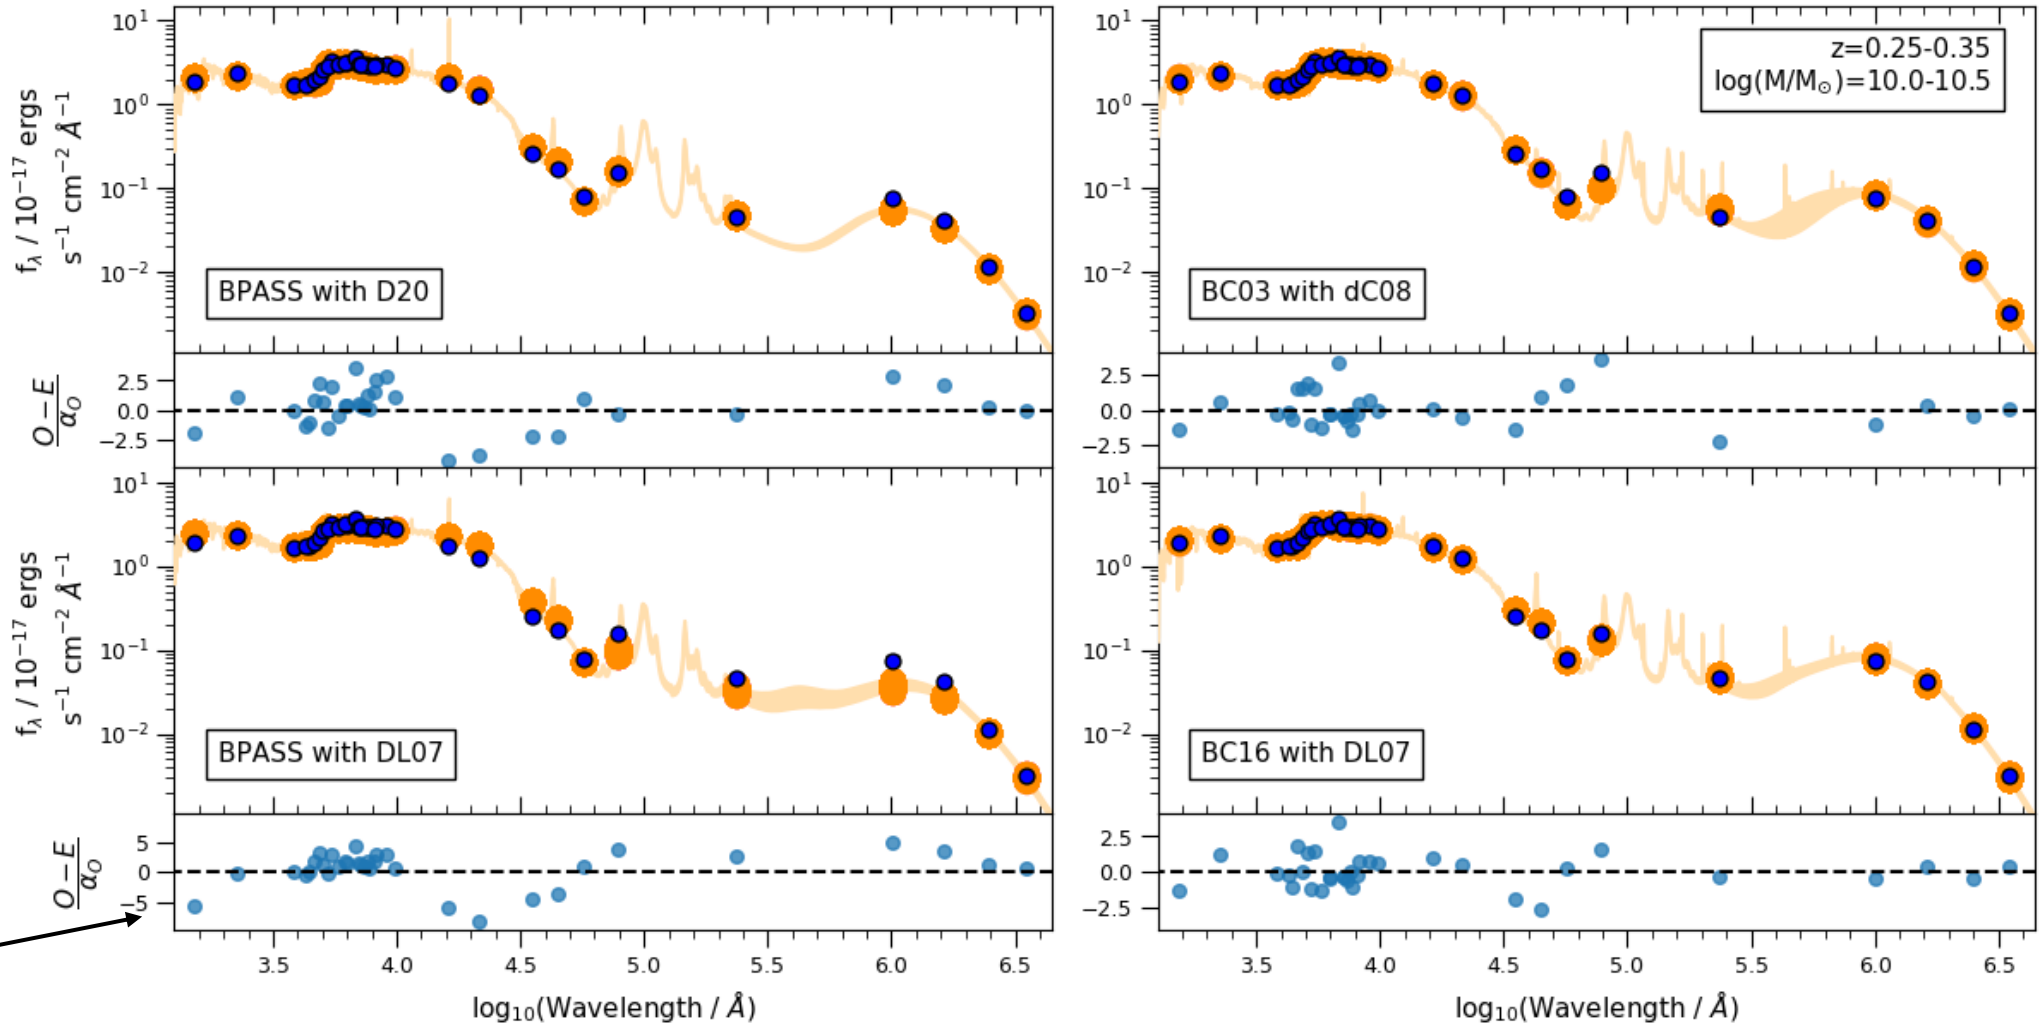 10¹
10⁰
10⁻¹
10⁻²
f_λ / 10⁻¹⁷ ergs
s⁻¹ cm⁻² Å⁻¹
BPASS with D20
10¹
10⁰
10⁻¹
10⁻²
z=0.25-0.35
log(M/M⊙)=10.0-10.5
BC03 with dC08
2.5
0.0
−2.5
O − E
α_O
2.5
0.0
−2.5
10¹
10⁰
10⁻¹
10⁻²
f_λ / 10⁻¹⁷ ergs
s⁻¹ cm⁻² Å⁻¹
BPASS with DL07
10¹
10⁰
10⁻¹
10⁻²
BC16 with DL07
5
0
−5
O − E
α_O
2.5
0.0
−2.5
3.5 4.0 4.5 5.0 5.5 6.0 6.5
log₁₀(Wavelength / Å)
3.5 4.0 4.5 5.0 5.5 6.0 6.5
log₁₀(Wavelength / Å)